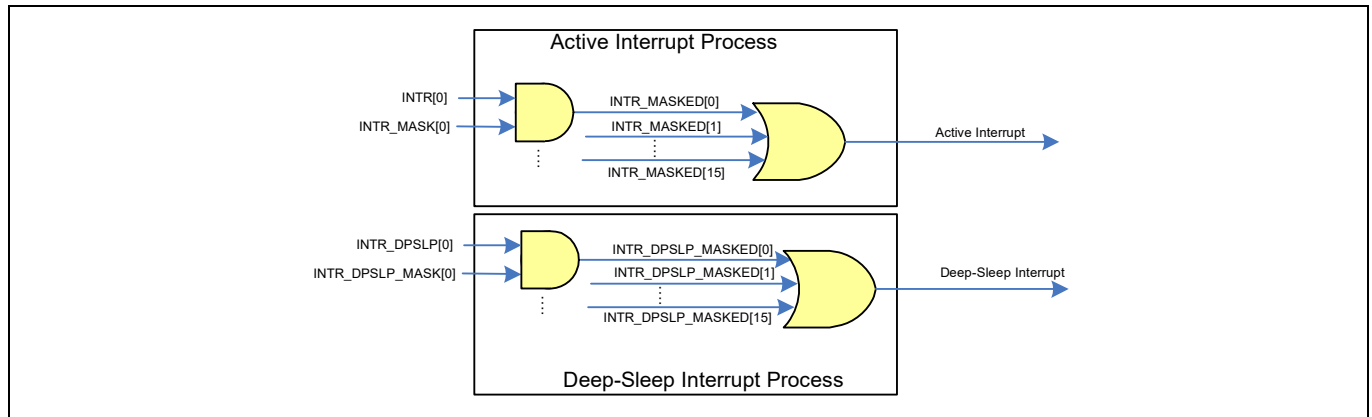 Active Interrupt Process
INTR[0]
INTR_MASK[0]
INTR_MASKED[0]
INTR_MASKED[1]
INTR_MASKED[15]
Active Interrupt
INTR_DPSLP[0]
INTR_DPSLP_MASK[0]
INTR_DPSLP_MASKED[0]
INTR_DPSLP_MASKED[1]
INTR_DPSLP_MASKED[15]
Deep-Sleep Interrupt
Deep-Sleep Interrupt Process